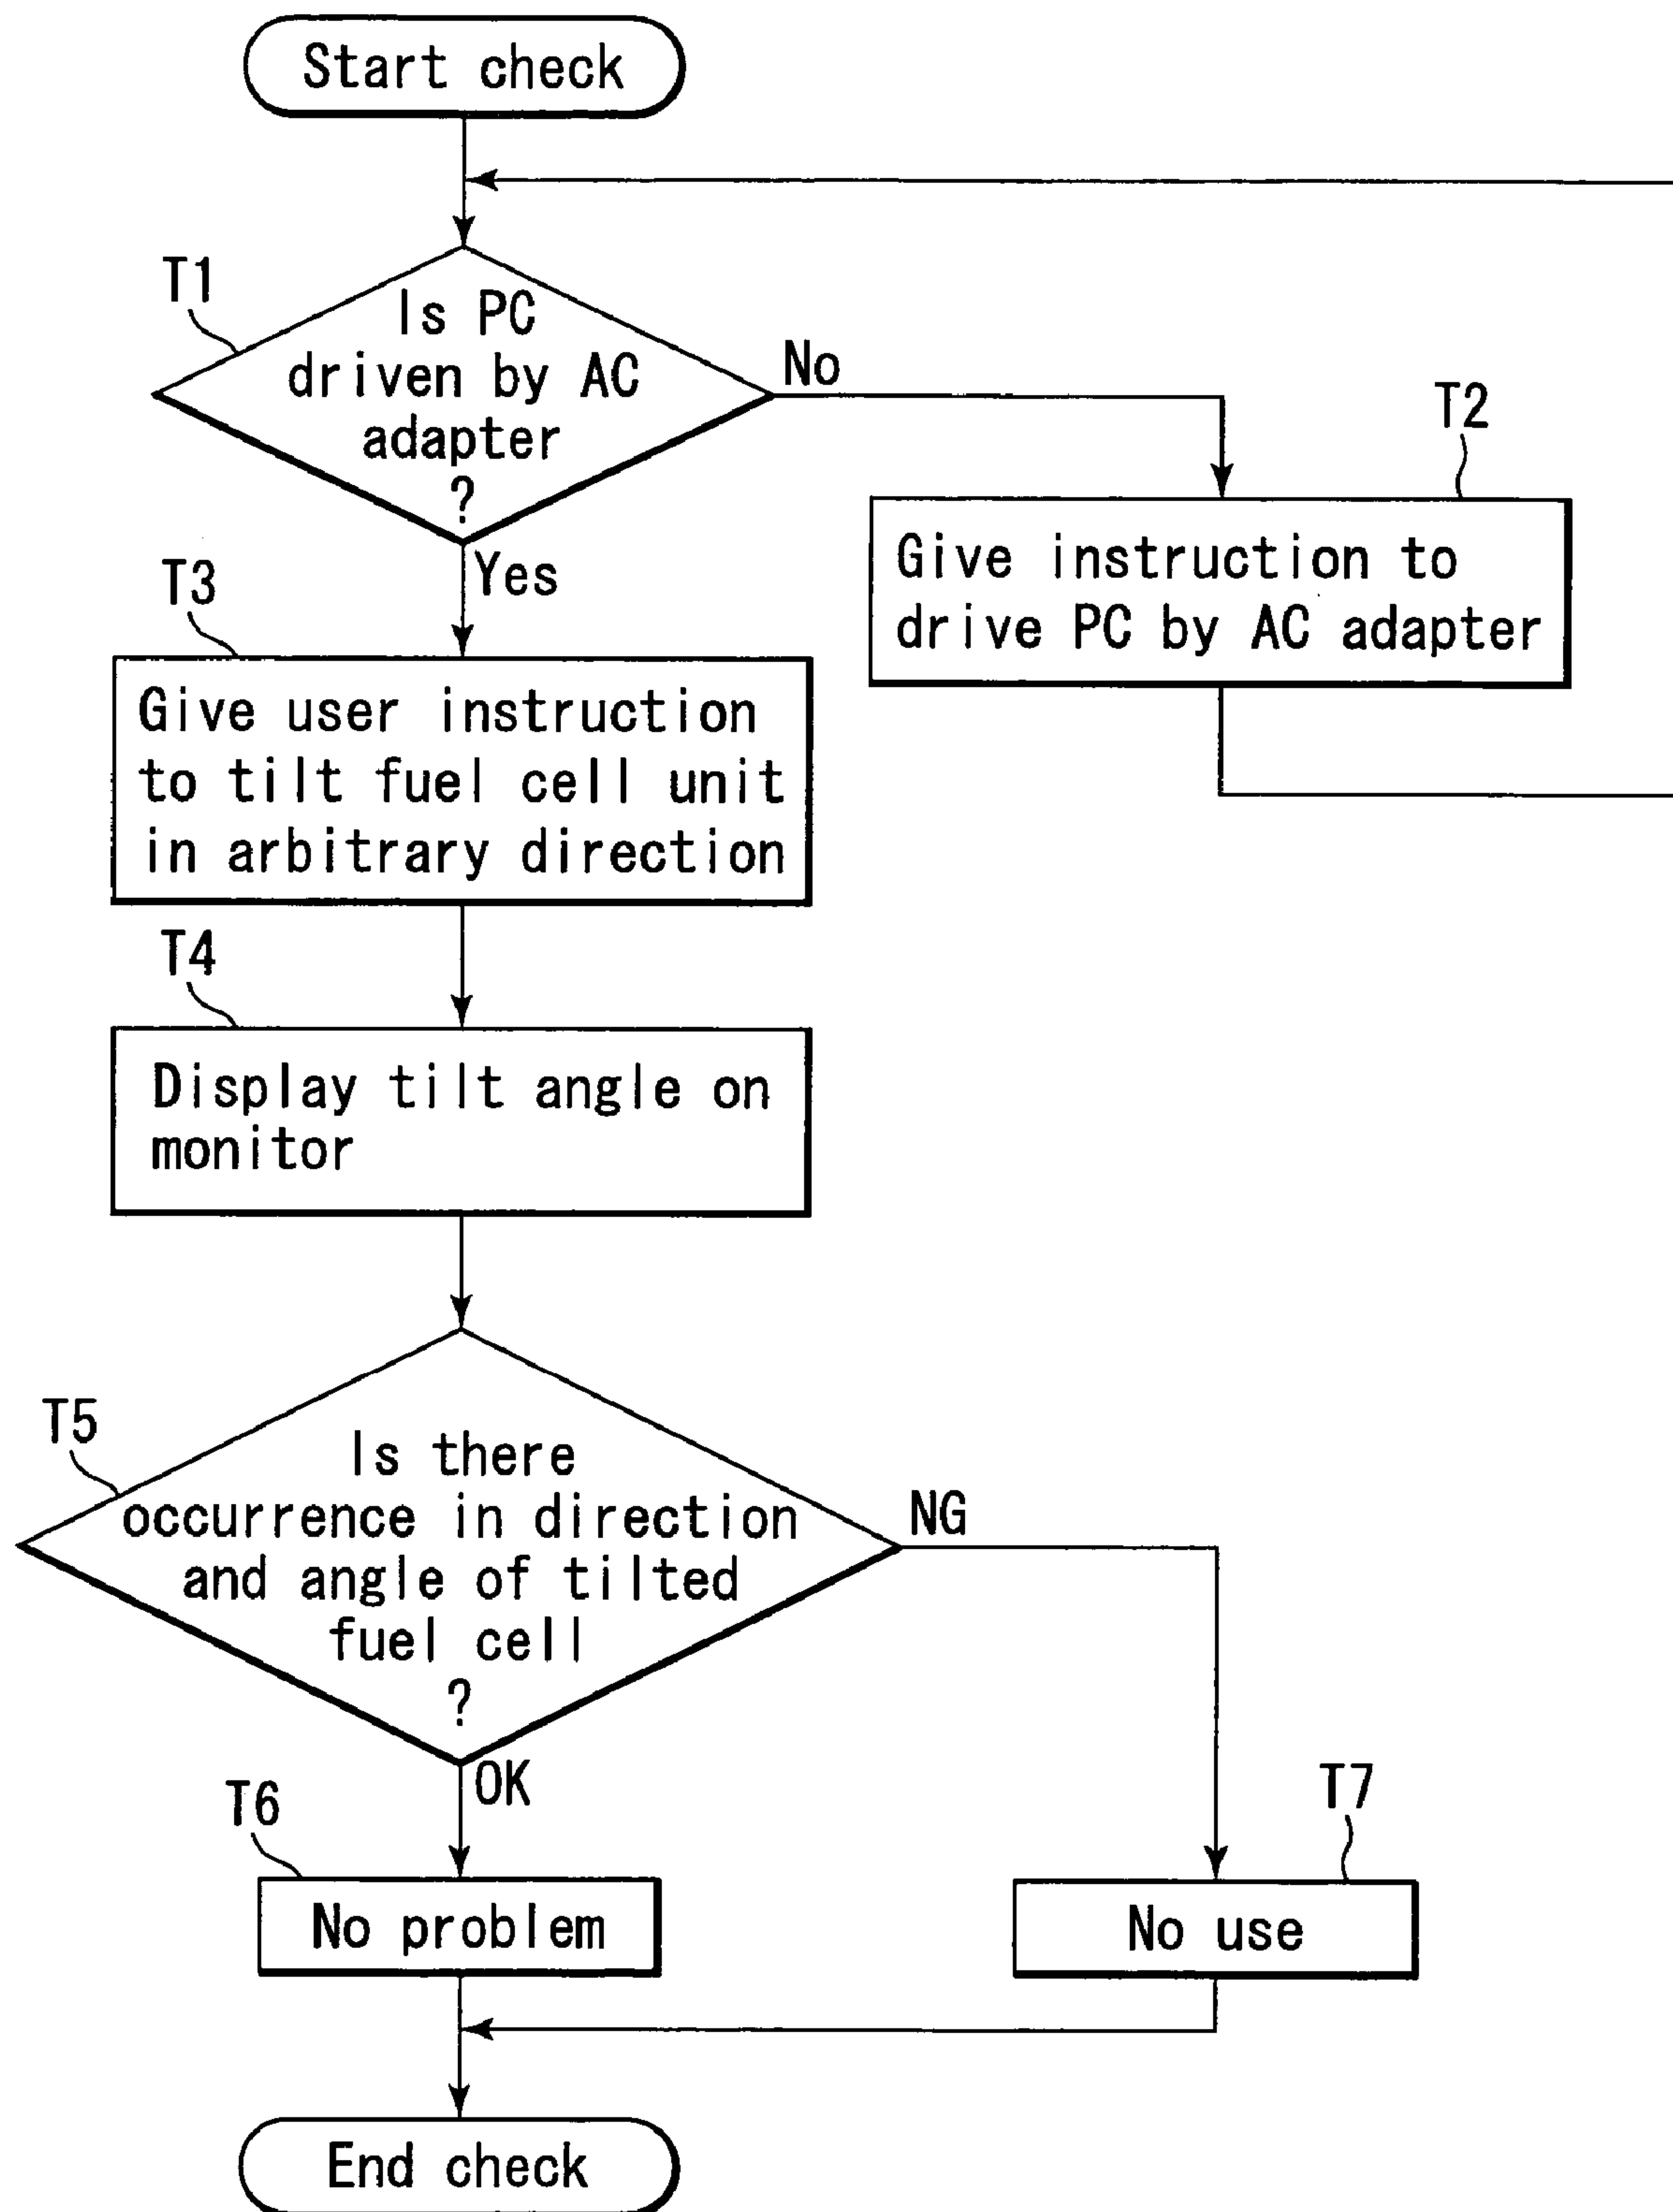 Start check
T1
Is PC
driven by AC
adapter
?
No
Yes
T2
Give instruction to
drive PC by AC adapter
T3
Give user instruction
to tilt fuel cell unit
in arbitrary direction
T4
Display tilt angle on
monitor
T5
Is there
occurrence in direction
and angle of tilted
fuel cell
?
NG
OK
T6
No problem
T7
No use
End check